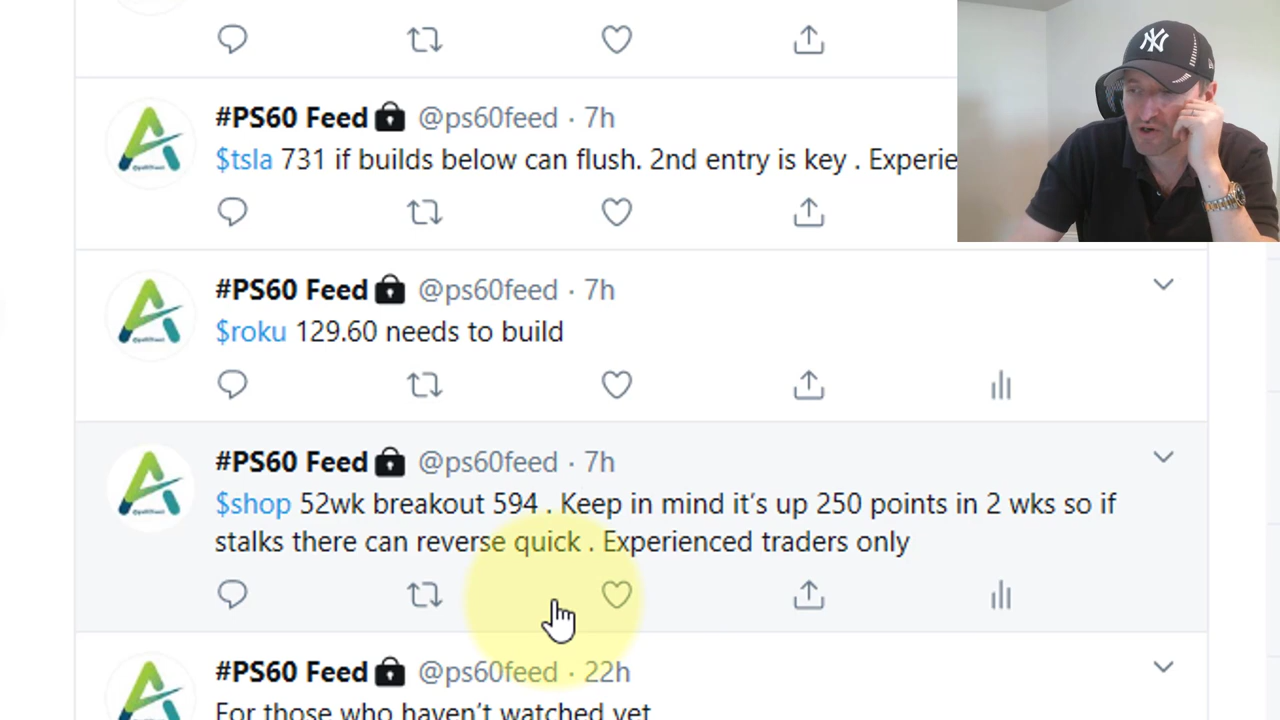 #PS60 Feed @ps60feed · 7h
$tsla 731 if builds below can flush. 2nd entry is key . Experie
#PS60 Feed @ps60feed · 7h
$roku 129.60 needs to build
#PS60 Feed @ps60feed · 7h
$shop 52wk breakout 594 . Keep in mind it’s up 250 points in 2 wks so if
stalks there can reverse quick . Experienced traders only
#PS60 Feed @ps60feed · 22h
For those who haven’t watched yet